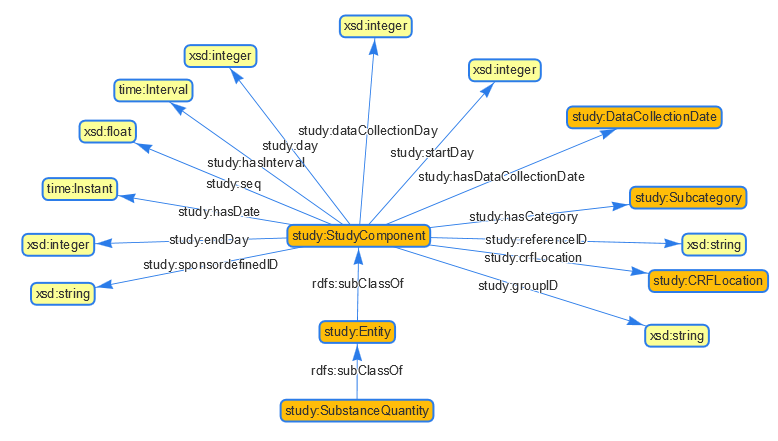 xsd:integer
xsd:integer
xsd:integer
time:Interval
study:DataCollectionDate
xsd:float
study:dataCollectionDay
study:day
study:startDay
study:hasInterval
study:hasDataCollectionDate
study:seq
time:Instant
study:Subcategory
study:hasDate
study:hasCategory
study:StudyComponent
xsd:integer
study:endDay
study:referenceID
xsd:string
study:crfLocation
study:sponsordefinedID
study:CRFLocation
rdfs:subClassOf
study:groupID
xsd:string
study:Entity
xsd:string
rdfs:subClassOf
study:SubstanceQuantity